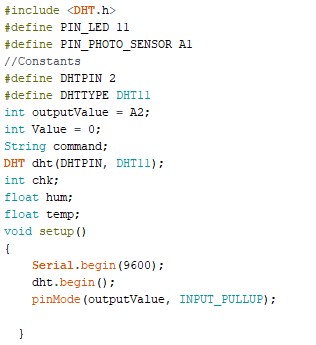 #include <DHT.h>
#define PIN_LED 11
#define PIN_PHOTO_SENSOR A1
//Constants
#define DHTPIN 2
#define DHTTYPE DHT11
int outputValue = A2;
int Value = 0;
String command;
DHT dht(DHTPIN, DHT11);
int chk;
float hum;
float temp;
void setup()
{
    Serial.begin(9600);
    dht.begin();
    pinMode(outputValue, INPUT_PULLUP);
  }